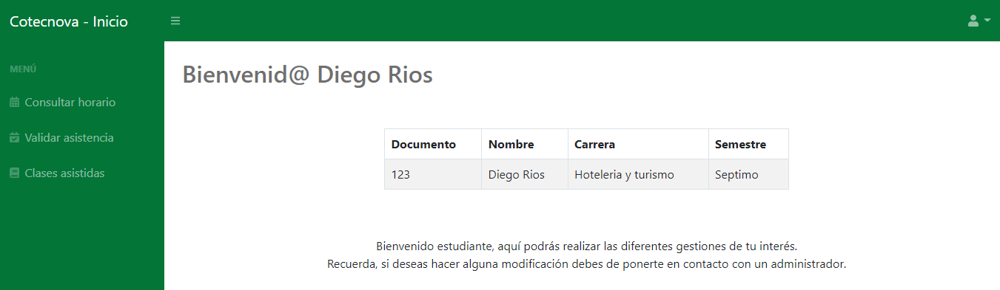 Cotecnova - Inicio
MENÚ
Consultar horario
Validar asistencia
Clases asistidas
Bienvenid@ Diego Rios
Documento Nombre Carrera Semestre
123 Diego Rios Hoteleria y turismo Septimo
Bienvenido estudiante, aquí podrás realizar las diferentes gestiones de tu interés.
Recuerda, si deseas hacer alguna modificación debes de ponerte en contacto con un administrador.